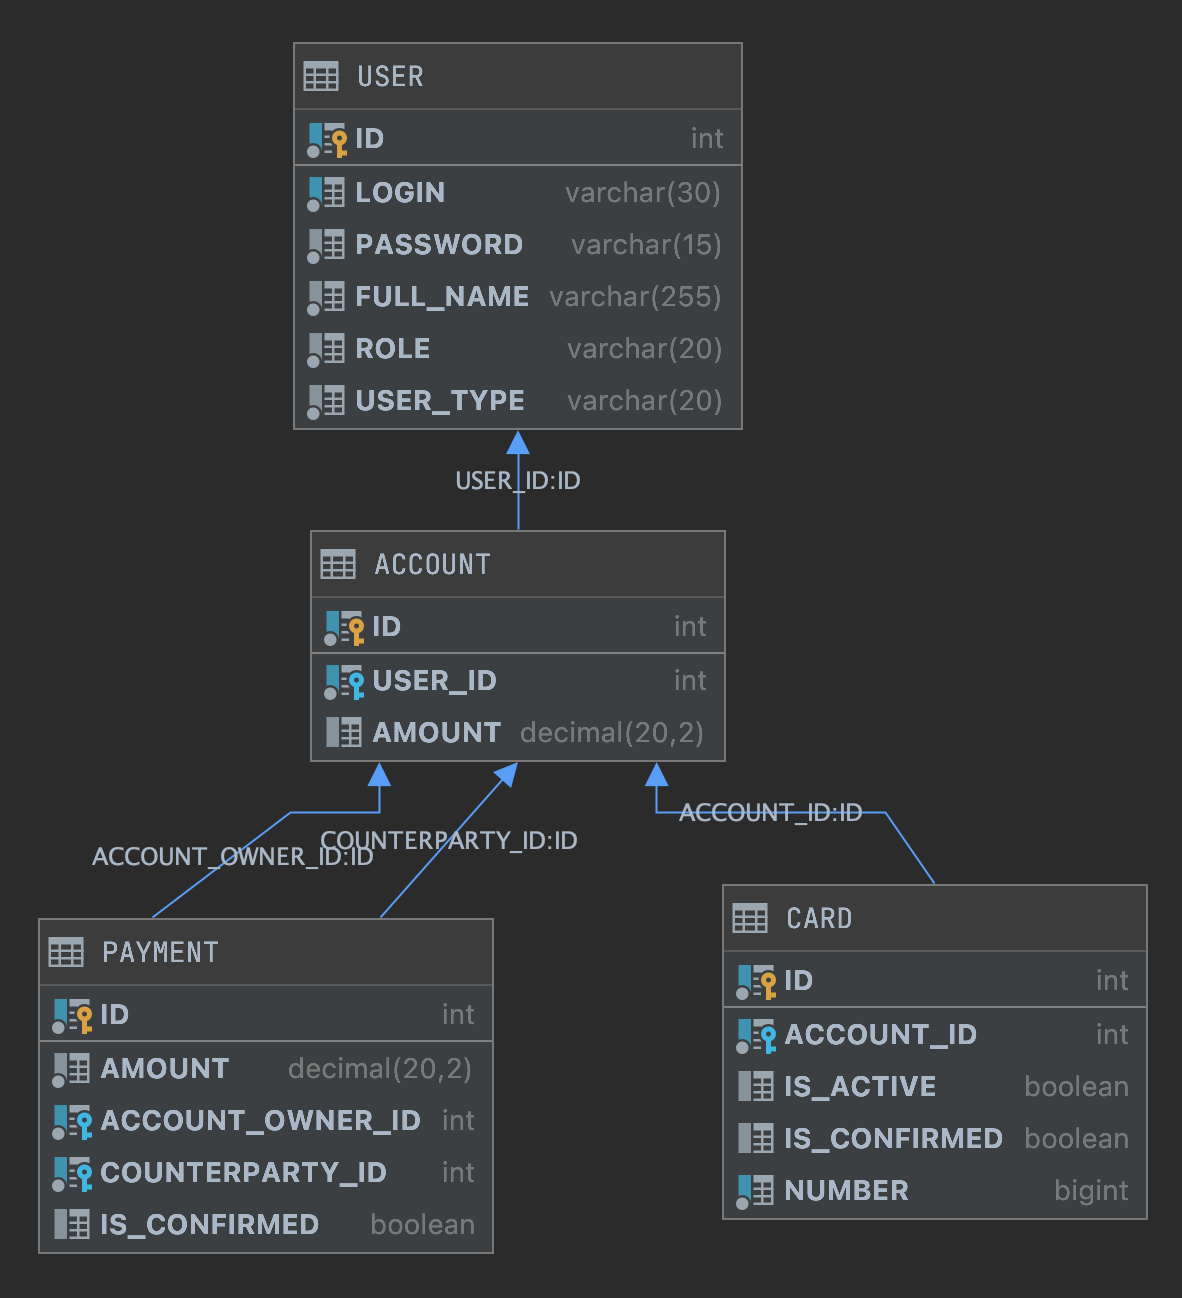 USER
ID int
LOGIN varchar(30)
PASSWORD varchar(15)
FULL_NAME varchar(255)
ROLE varchar(20)
USER_TYPE varchar(20)
USER_ID:ID
ACCOUNT
ID int
USER_ID int
AMOUNT decimal(20,2)
ACCOUNT_ID:ID
COUNTERPARTY_ID:ID
ACCOUNT_OWNER_ID:ID
PAYMENT
ID int
AMOUNT decimal(20,2)
ACCOUNT_OWNER_ID int
COUNTERPARTY_ID int
IS_CONFIRMED boolean
CARD
ID int
ACCOUNT_ID int
IS_ACTIVE boolean
IS_CONFIRMED boolean
NUMBER bigint